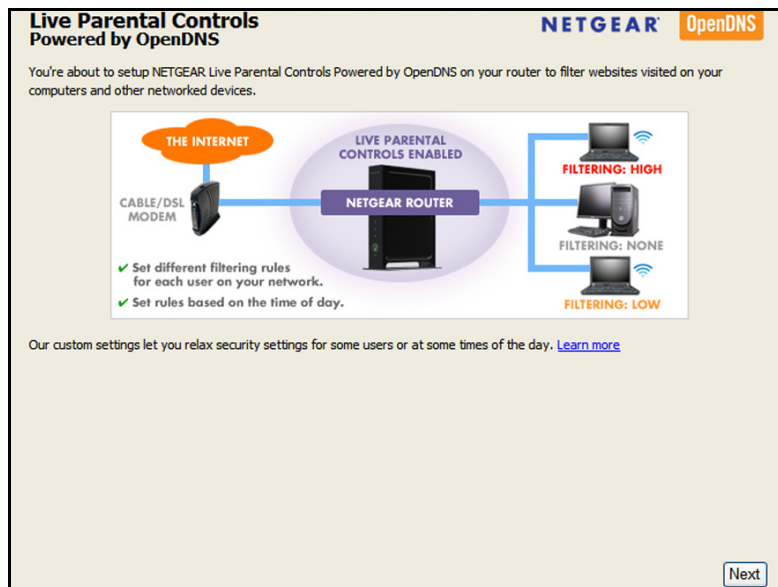 Live Parental Controls
Powered by OpenDNS
NETGEAR
OpenDNS
You're about to setup NETGEAR Live Parental Controls Powered by OpenDNS on your router to filter websites visited on your
computers and other networked devices.
THE INTERNET
LIVE PARENTAL
CONTROLS ENABLED
FILTERING: HIGH
CABLE/DSL
MODEM
NETGEAR ROUTER
FILTERING: NONE
✔ Set different filtering rules
for each user on your network.
✔ Set rules based on the time of day.
FILTERING: LOW
Our custom settings let you relax security settings for some users or at some times of the day. Learn more
Next